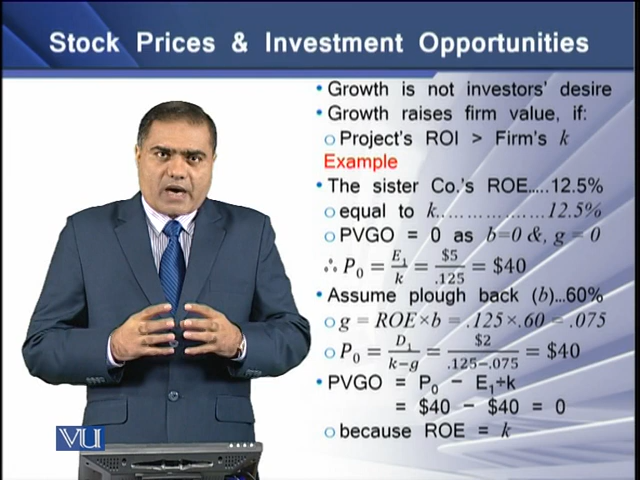 Stock Prices & Investment Opportunities
• Growth is not investors' desire
• Growth raises firm value, if:
o Project's ROI > Firm's k
Example
• The sister Co.'s ROE.....12.5%
o equal to k..................12.5%
o PVGO = 0 as b=0 &, g = 0
∴ P₀ = E₁/k = $5/.125 = $40
• Assume plough back (b)...60%
o g = ROE×b = .125×.60 = .075
o P₀ = D₁/k−g = $2/.125−.075 = $40
• PVGO = P₀ − E₁÷k
= $40 − $40 = 0
o because ROE = k
VU